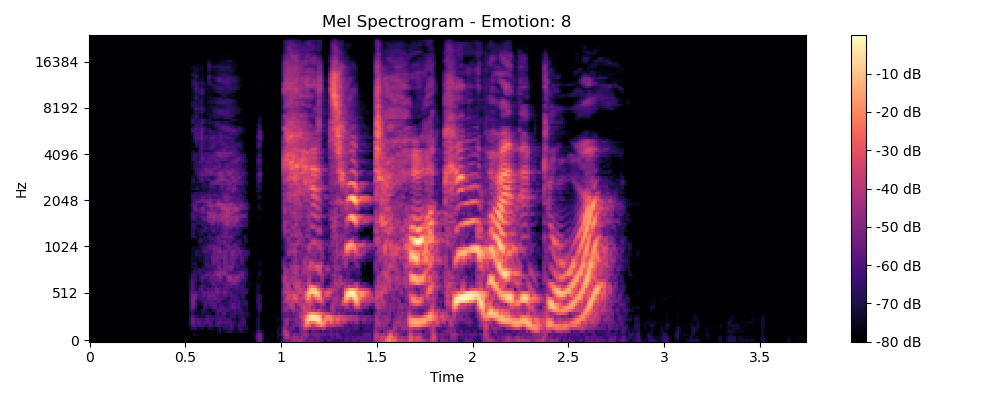 Mel Spectrogram - Emotion: 8
16384
8192
4096
2048
1024
512
0
Hz
0 0.5 1 1.5 2 2.5 3 3.5
Time
-10 dB
-20 dB
-30 dB
-40 dB
-50 dB
-60 dB
-70 dB
-80 dB